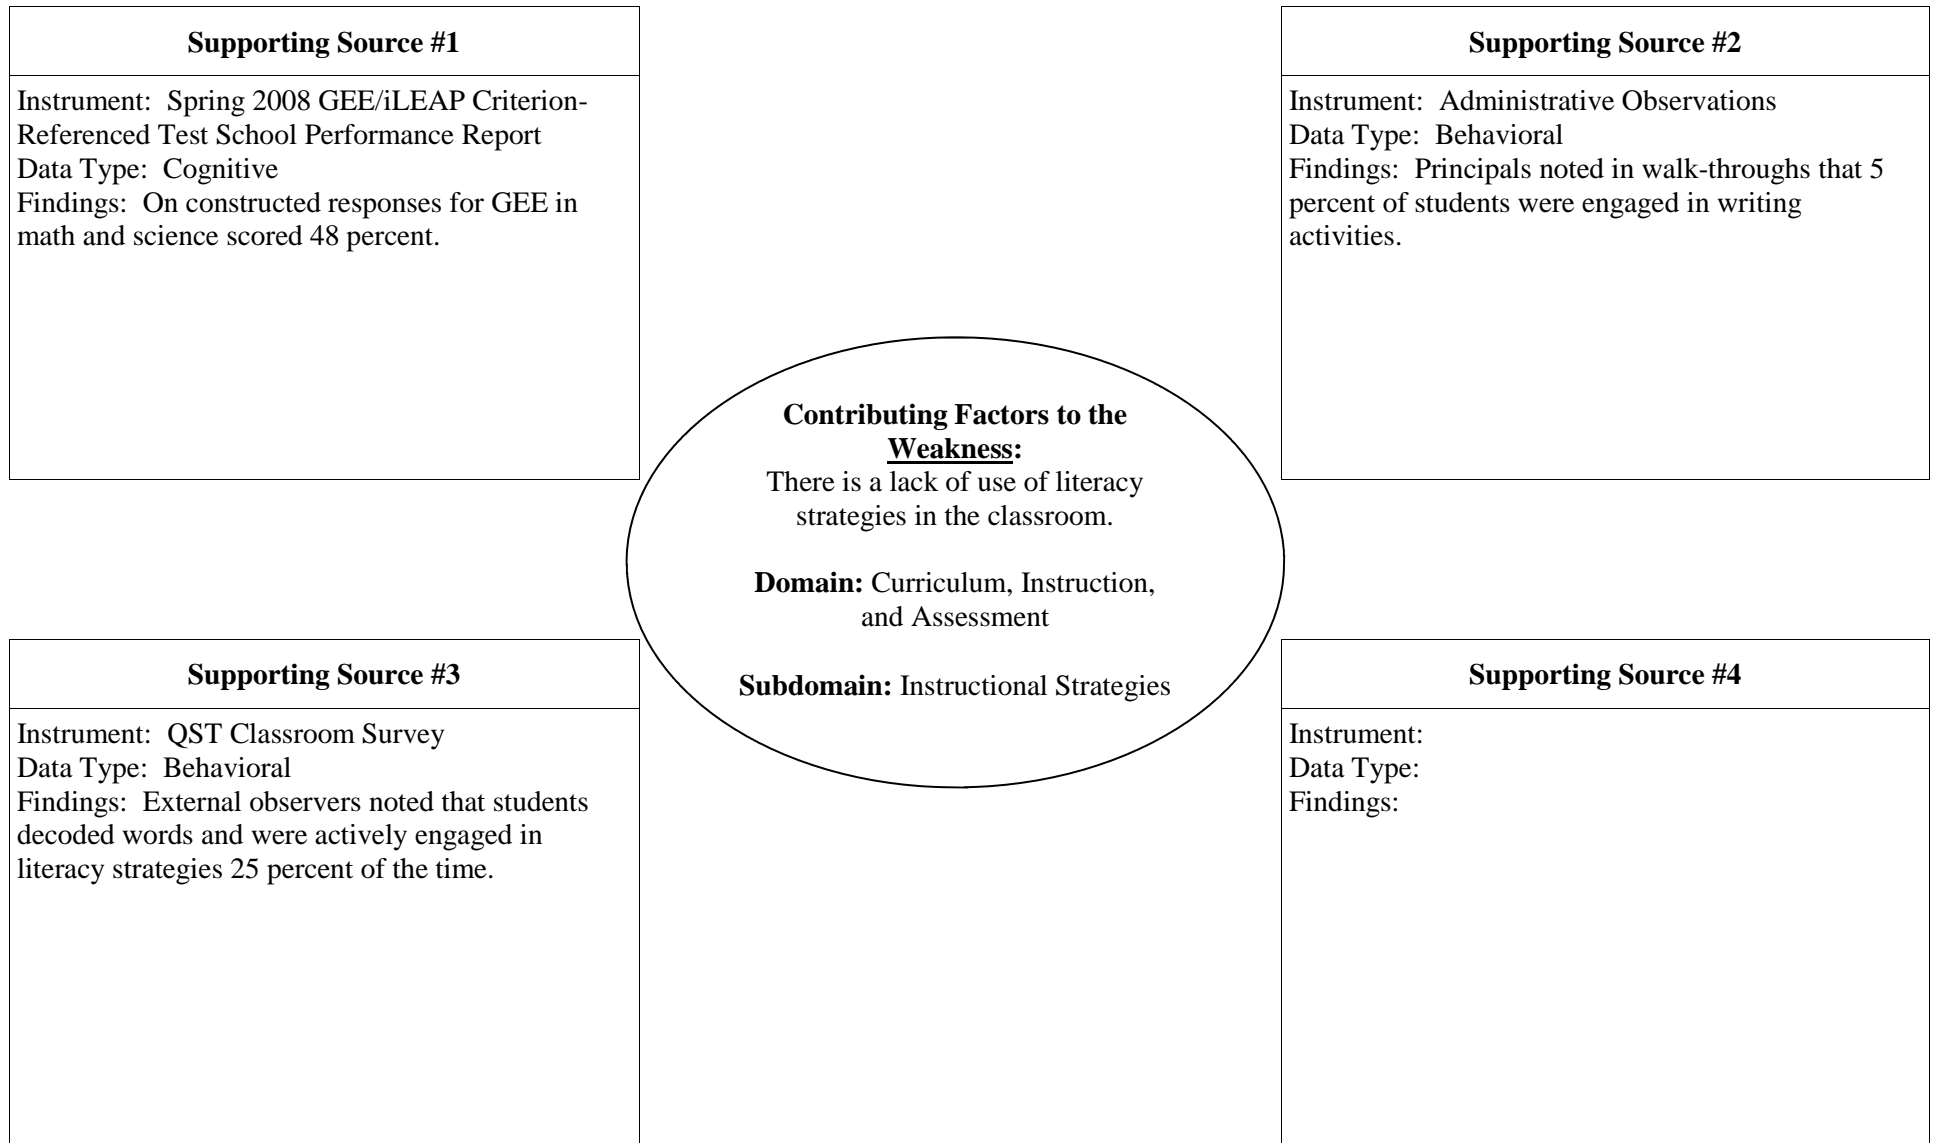 Supporting Source #1
Instrument:  Spring 2008 GEE/iLEAP Criterion-
Referenced Test School Performance Report
Data Type:  Cognitive
Findings:  On constructed responses for GEE in
math and science scored 48 percent.
Supporting Source #2
Instrument:  Administrative Observations
Data Type:  Behavioral
Findings:  Principals noted in walk-throughs that 5
percent of students were engaged in writing
activities.
Contributing Factors to the
Weakness:
There is a lack of use of literacy
strategies in the classroom.
Domain: Curriculum, Instruction,
and Assessment
Subdomain: Instructional Strategies
Supporting Source #3
Instrument:  QST Classroom Survey
Data Type:  Behavioral
Findings:  External observers noted that students
decoded words and were actively engaged in
literacy strategies 25 percent of the time.
Supporting Source #4
Instrument:
Data Type:
Findings: